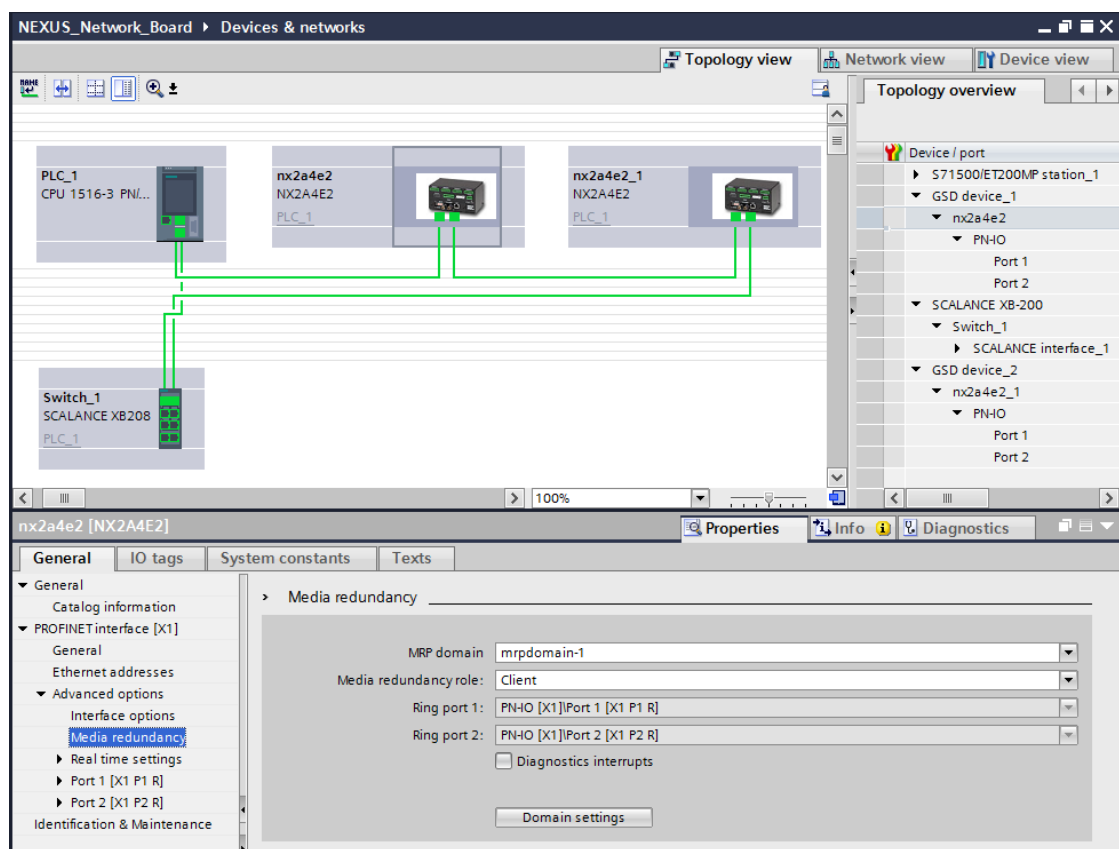 NEXUS_Network_Board ▸ Devices & networks
Topology view
Network view
Device view
NAME
Topology overview
PLC_1
CPU 1516-3 PN/...
nx2a4e2
NX2A4E2
PLC_1
nx2a4e2_1
NX2A4E2
PLC_1
Switch_1
SCALANCE XB208
PLC_1
Device / port
S71500/ET200MP station_1
GSD device_1
nx2a4e2
PN-IO
Port 1
Port 2
SCALANCE XB-200
Switch_1
SCALANCE interface_1
GSD device_2
nx2a4e2_1
PN-IO
Port 1
Port 2
100%
nx2a4e2 [NX2A4E2]
Properties
Info
Diagnostics
General
IO tags
System constants
Texts
General
Catalog information
PROFINET interface [X1]
General
Ethernet addresses
Advanced options
Interface options
Media redundancy
Real time settings
Port 1 [X1 P1 R]
Port 2 [X1 P2 R]
Identification & Maintenance
Media redundancy
MRP domain mrpdomain-1
Media redundancy role: Client
Ring port 1: PN-IO [X1]\Port 1 [X1 P1 R]
Ring port 2: PN-IO [X1]\Port 2 [X1 P2 R]
Diagnostics interrupts
Domain settings